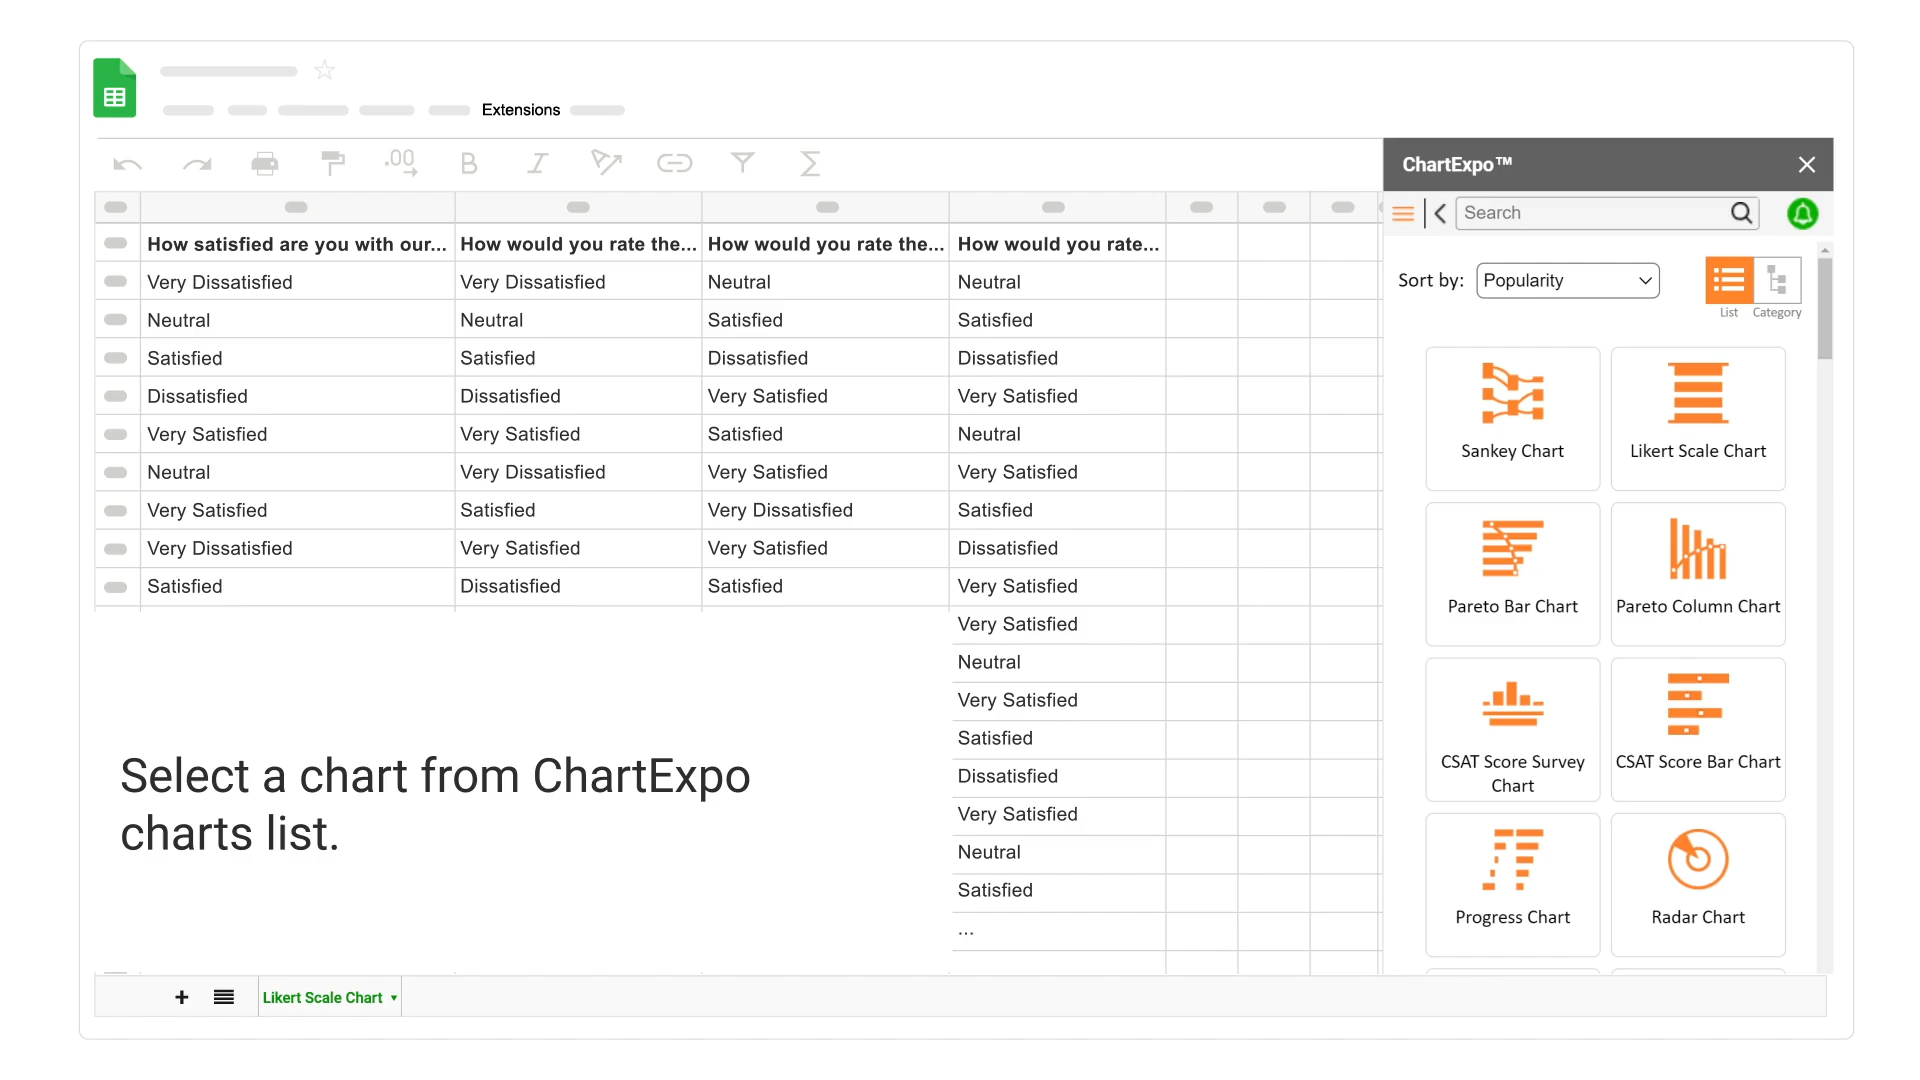 Extensions
.00
B
I
ChartExpo™
Search
Sort by:
Popularity
List
Category
How satisfied are you with our...
How would you rate the...
How would you rate the...
How would you rate...
Very Dissatisfied
Very Dissatisfied
Neutral
Neutral
Neutral
Neutral
Satisfied
Satisfied
Satisfied
Satisfied
Dissatisfied
Dissatisfied
Dissatisfied
Dissatisfied
Very Satisfied
Very Satisfied
Very Satisfied
Very Satisfied
Satisfied
Neutral
Neutral
Very Dissatisfied
Very Satisfied
Very Satisfied
Very Satisfied
Satisfied
Very Dissatisfied
Satisfied
Very Dissatisfied
Very Satisfied
Very Satisfied
Dissatisfied
Satisfied
Dissatisfied
Satisfied
Very Satisfied
Very Satisfied
Neutral
Very Satisfied
Satisfied
Dissatisfied
Very Satisfied
Neutral
Satisfied
...
Select a chart from ChartExpo
charts list.
Sankey Chart
Likert Scale Chart
Pareto Bar Chart
Pareto Column Chart
CSAT Score Survey
Chart
CSAT Score Bar Chart
Progress Chart
Radar Chart
Likert Scale Chart